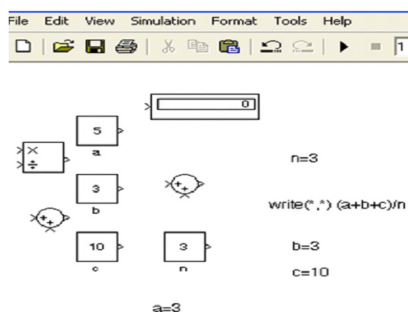 File Edit View Simulation Format Tools Help
1
0
5
a
n=3
× ÷
3
b
+ +
write(*,*) (a+b+c)/n
+ +
10
c
3
n
b=3
c=10
a=3